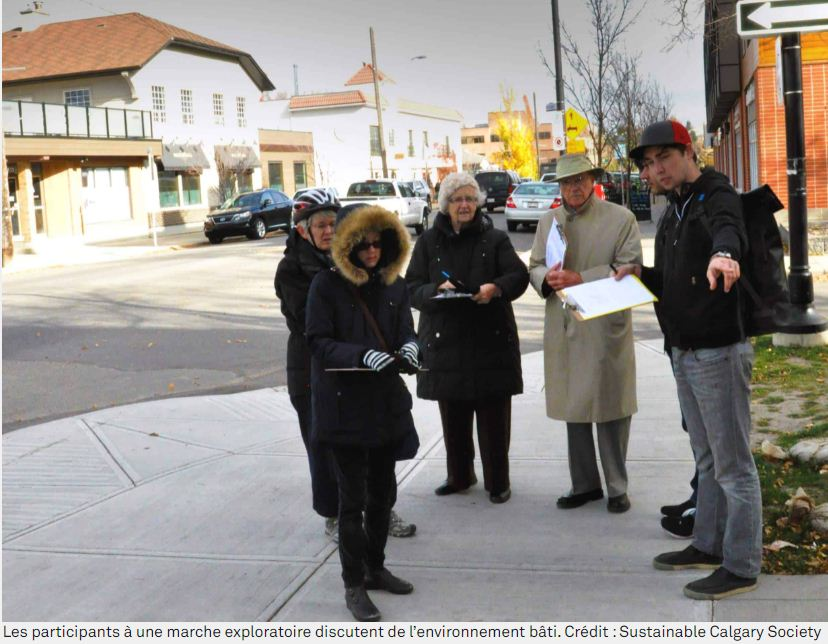 Les participants à une marche exploratoire discutent de l'environnement bâti. Crédit : Sustainable Calgary Society